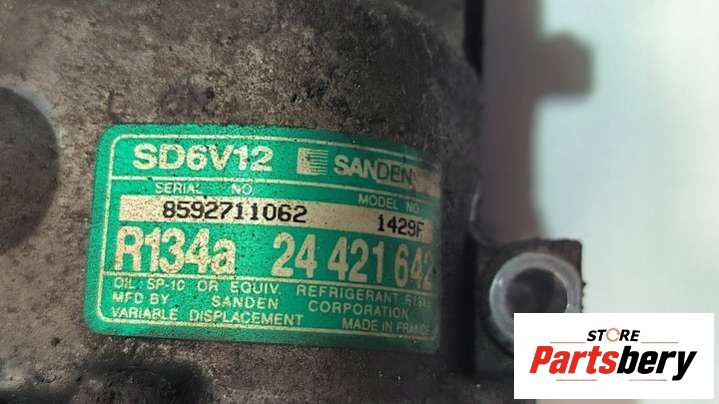 SD6V12 SANDEN
SERIAL NO
MODEL NO
8592711062 1429F
R134a 24 421 642
OIL: SP-10 OR EQUIV. REFRIGERANT R134a
MFD BY SANDEN CORPORATION
VARIABLE DISPLACEMENT MADE IN FRANCE
STORE
Partsbery